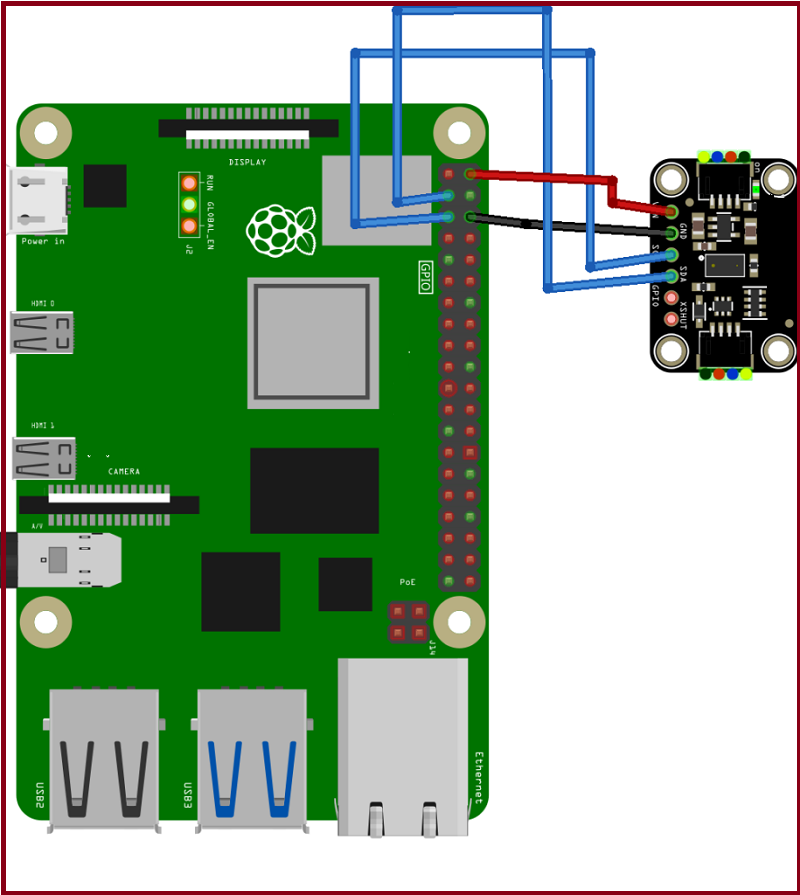 DISPLAY
RUN
GLOBAL_EN
J2
Power in
HDMI 0
GPIO
HDMI 1
CAMERA
A/V
PoE
J14
USB2
USB3
Ethernet
on
GND
SDA
GPIO
XSHUT